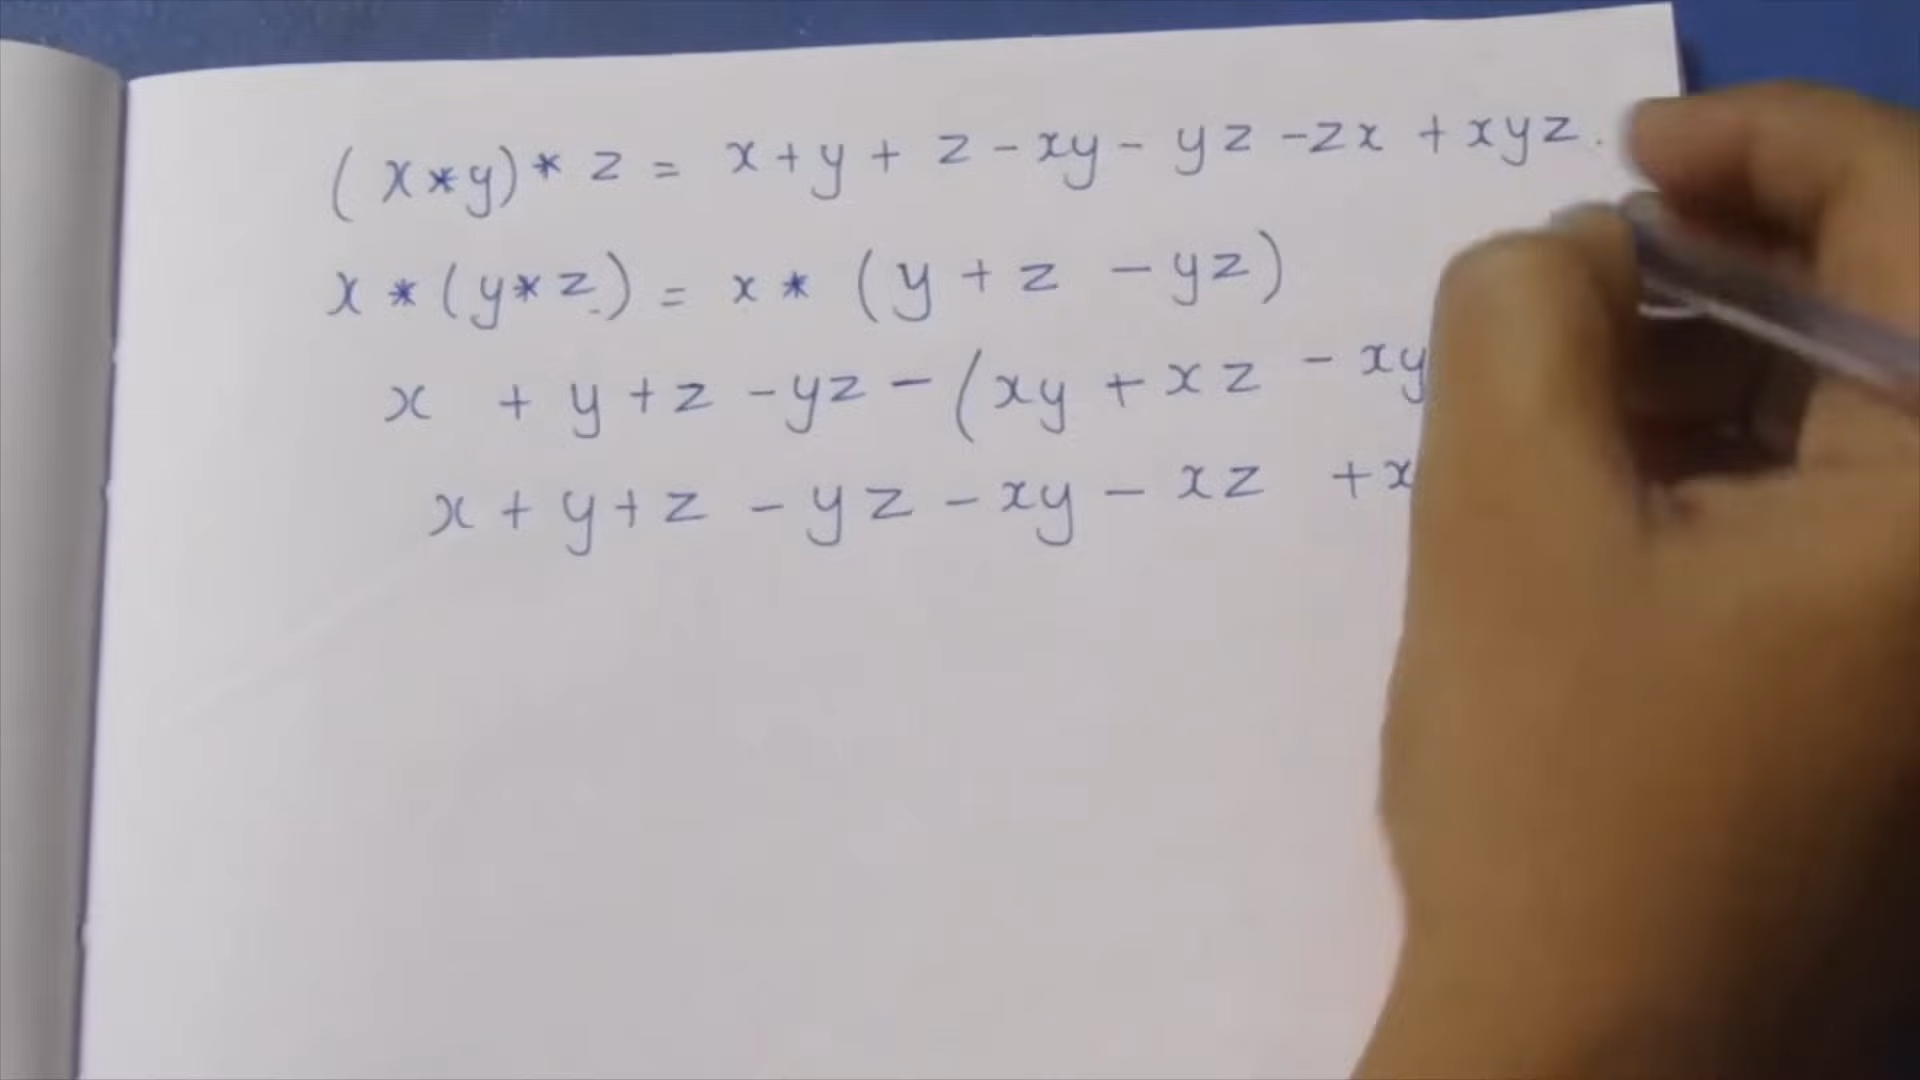 (x*y)*z = x+y+z-xy-yz-zx+xyz.
x*(y*z) = x*(y+z-yz)
x+y+z-yz-(xy+xz-xy
x+y+z-yz-xy-xz+x